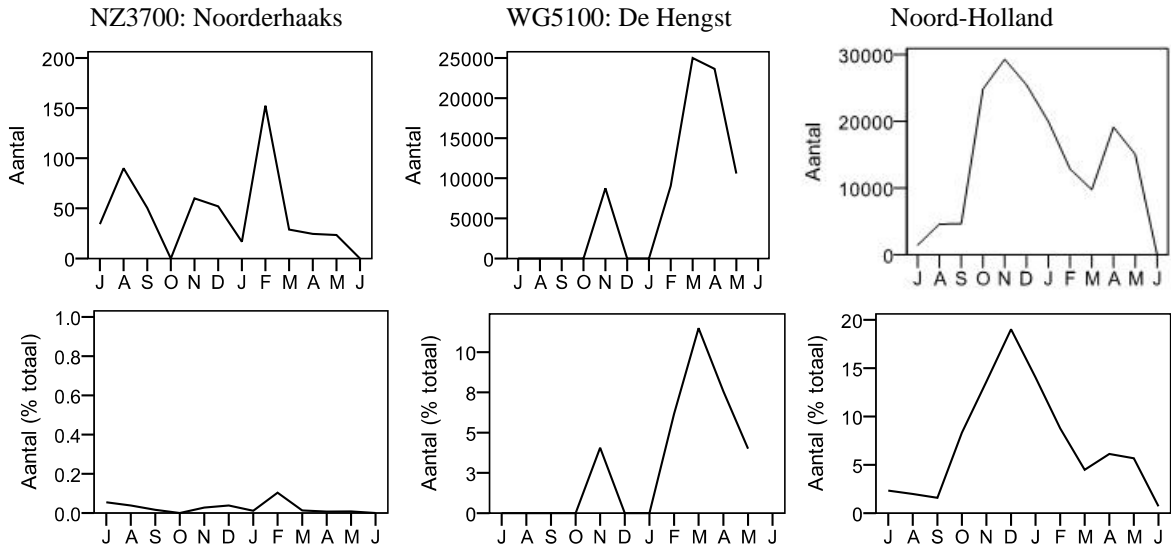 NZ3700: Noorderhaaks
WG5100: De Hengst
Noord-Holland
Aantal
200
150
100
50
0
J A S O N D J F M A M J
Aantal
25000
20000
15000
10000
5000
0
J A S O N D J F M A M J
Aantal
30000
20000
10000
0
J A S O N D J F M A M J
Aantal (% totaal)
1.0
0.8
0.6
0.4
0.2
0.0
J A S O N D J F M A M J
Aantal (% totaal)
10
8
5
3
0
J A S O N D J F M A M J
Aantal (% totaal)
20
15
10
5
0
J A S O N D J F M A M J